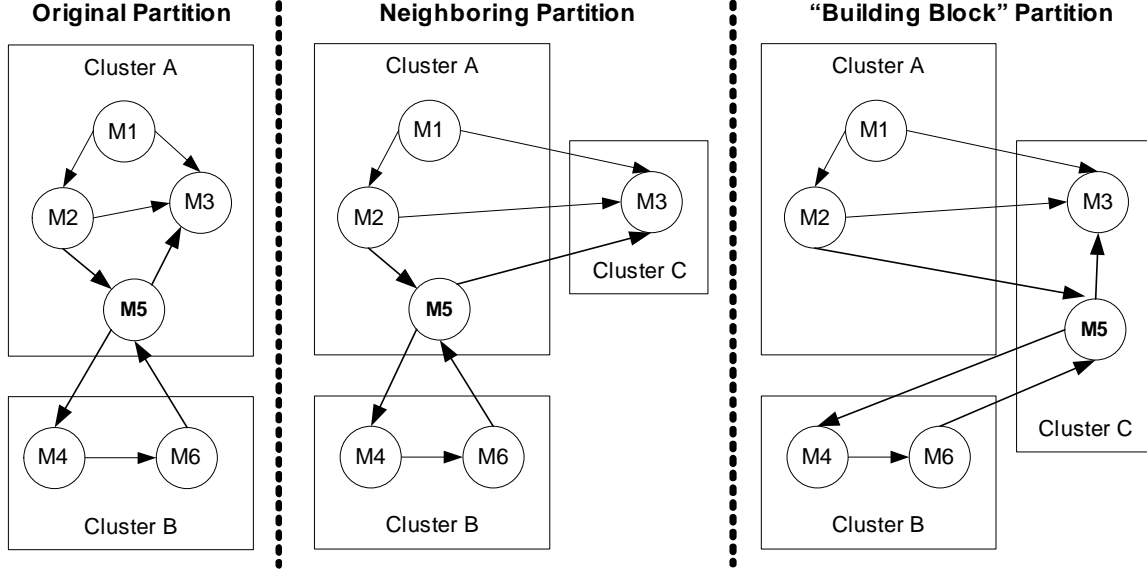 Original Partition
Cluster A
M1
M2
M3
M5
M4
M6
Cluster B
Neighboring Partition
Cluster A
M1
M2
M3
Cluster C
M5
M4
M6
Cluster B
“Building Block” Partition
Cluster A
M1
M2
M3
M5
Cluster C
M4
M6
Cluster B